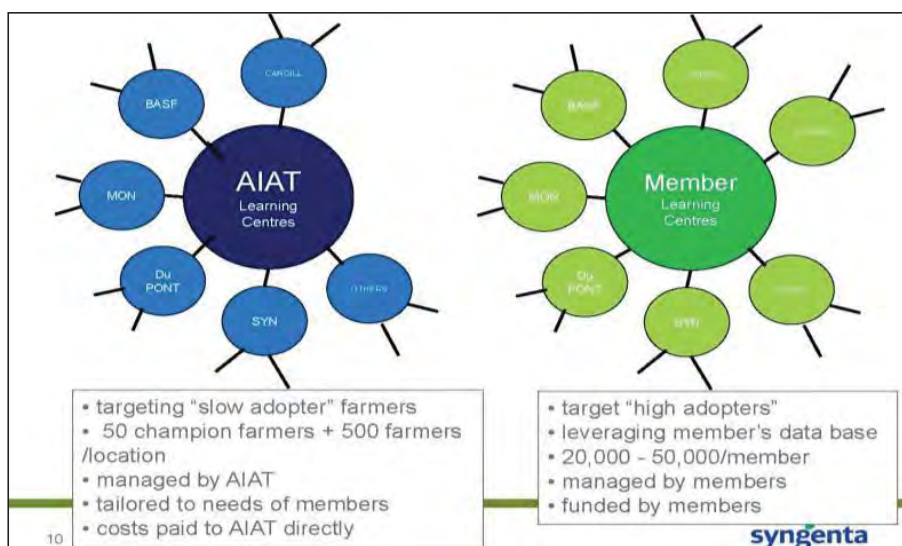 CARGILL
BASF
AIAT
Learning
Centres
MON
Du
PONT
SYN
OTHERS
BASF
Member
Learning
Centres
MON
Du
PONT
SYN
• targeting “slow adopter” farmers
• 50 champion farmers + 500 farmers
/location
• managed by AIAT
• tailored to needs of members
• costs paid to AIAT directly
• target “high adopters”
• leveraging member’s data base
• 20,000 - 50,000/member
• managed by members
• funded by members
10
syngenta